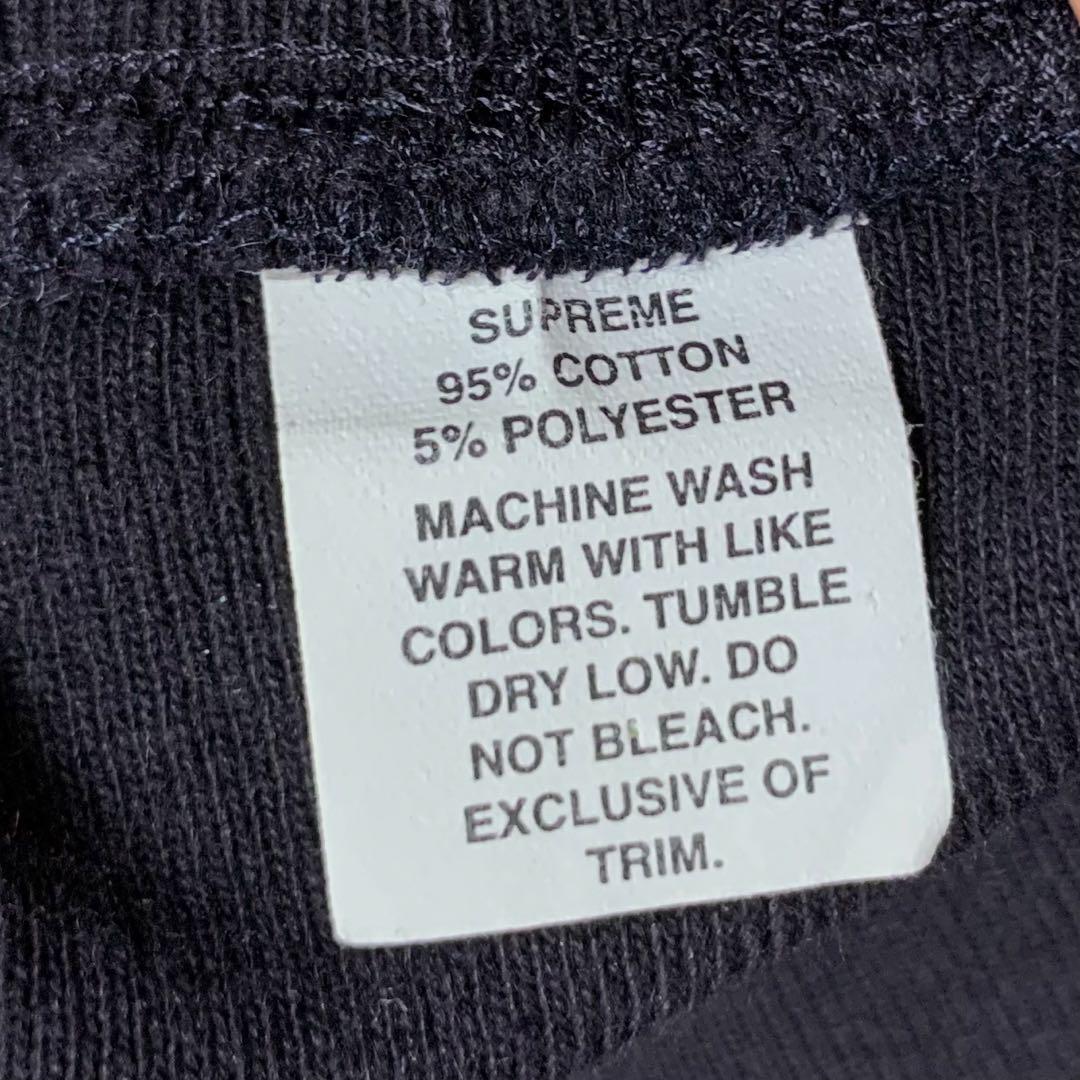 SUPREME
95% COTTON
5% POLYESTER
MACHINE WASH
WARM WITH LIKE
COLORS. TUMBLE
DRY LOW. DO
NOT BLEACH.
EXCLUSIVE OF
TRIM.